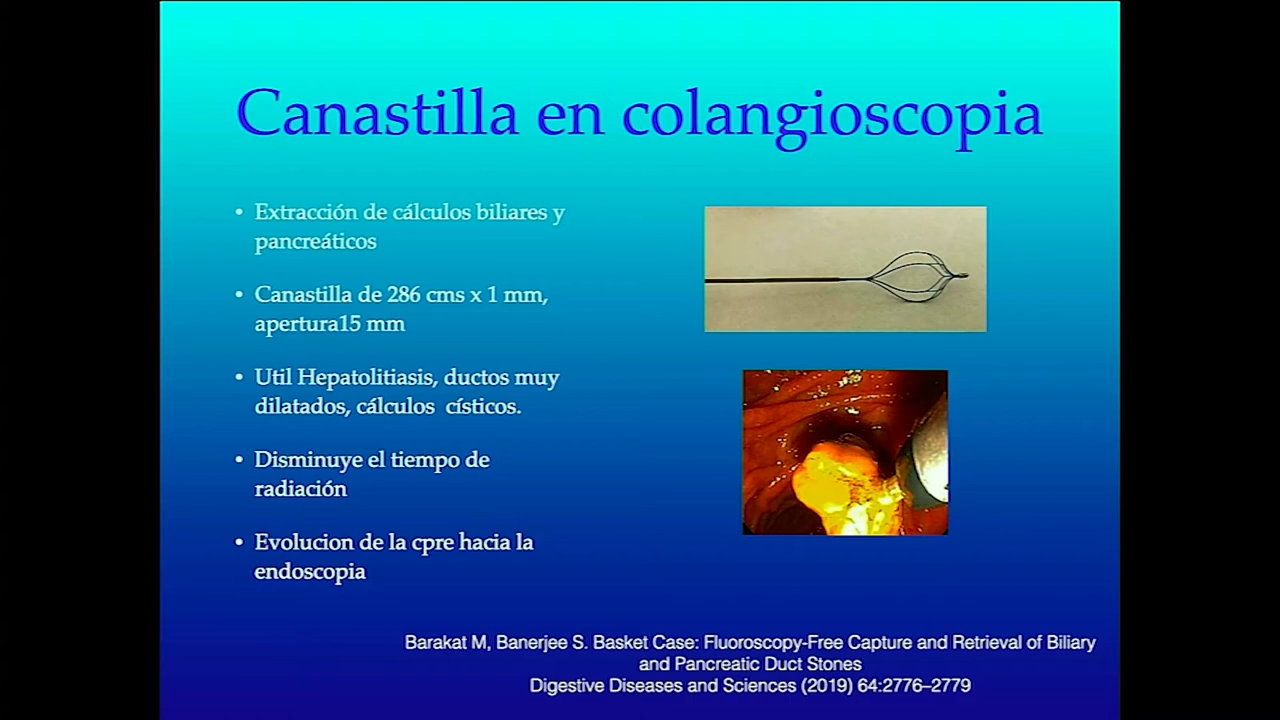 Canastilla en colangioscopia
• Extracción de cálculos biliares y
pancreáticos
• Canastilla de 286 cms x 1 mm,
apertura15 mm
• Util Hepatolitiasis, ductos muy
dilatados, cálculos císticos.
• Disminuye el tiempo de
radiación
• Evolucion de la cpre hacia la
endoscopia
Barakat M, Banerjee S. Basket Case: Fluoroscopy-Free Capture and Retrieval of Biliary
and Pancreatic Duct Stones
Digestive Diseases and Sciences (2019) 64:2776–2779